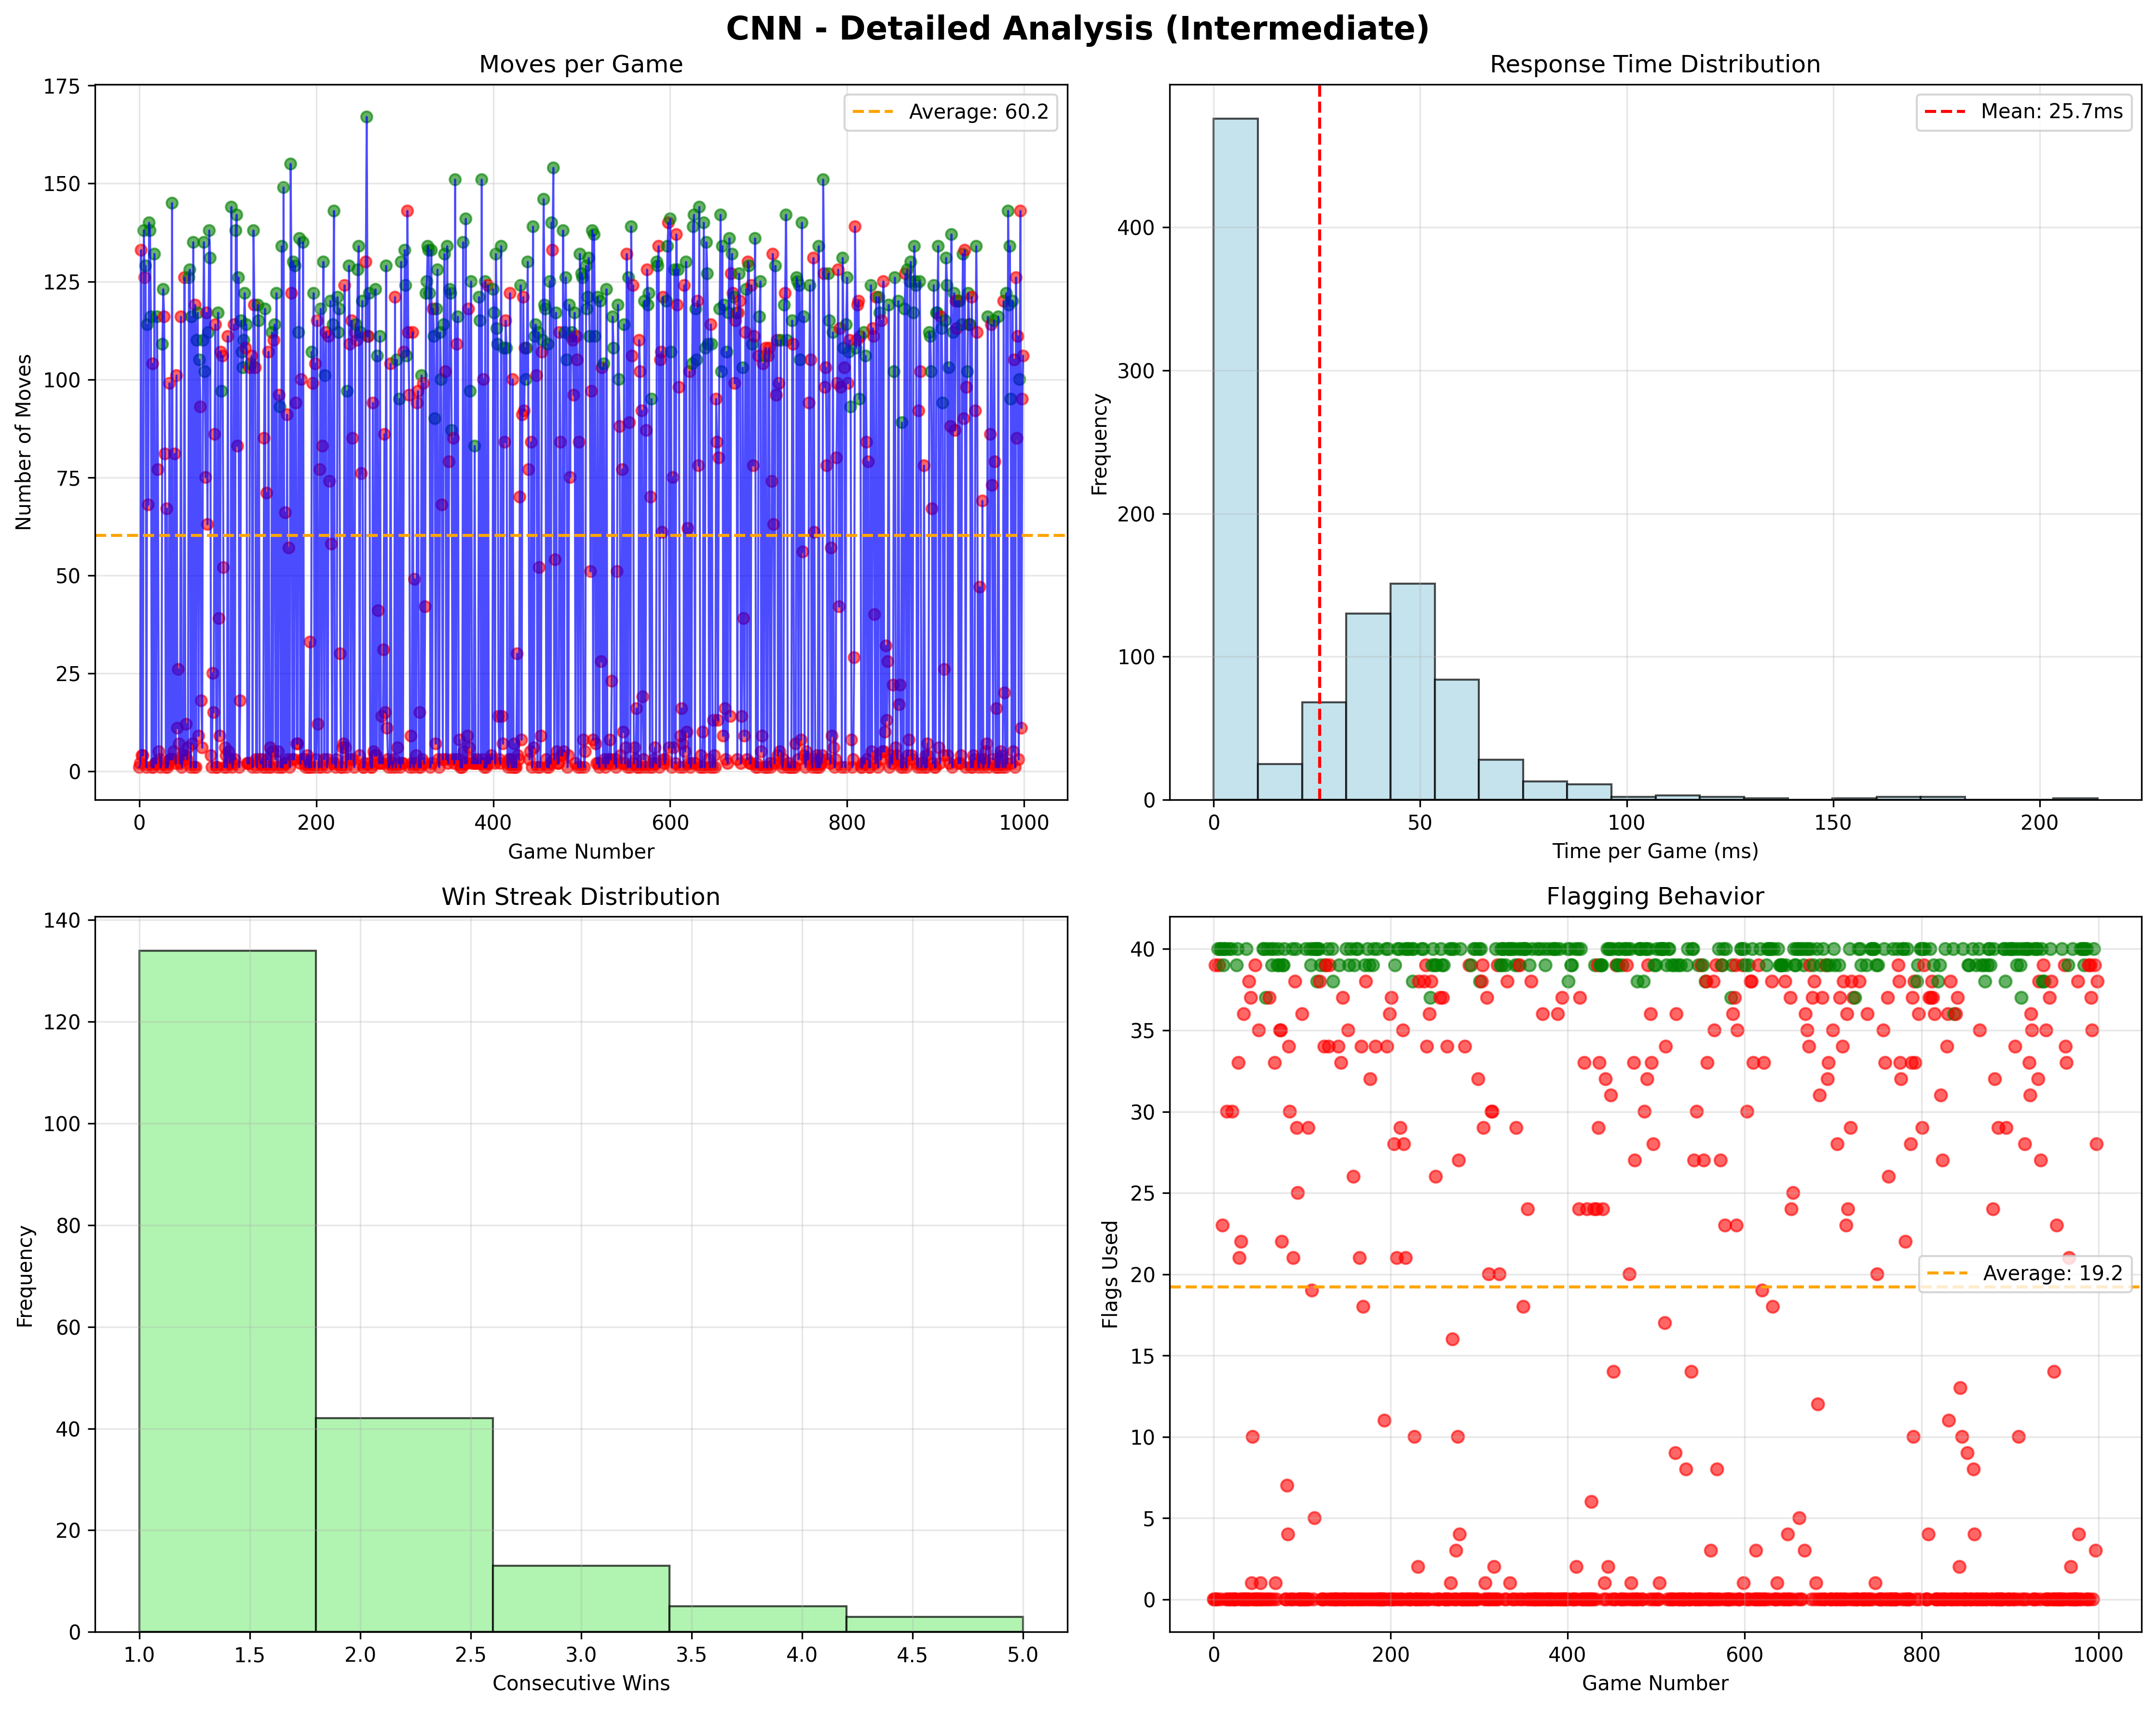 CNN - Detailed Analysis (Intermediate)
Moves per Game
175
150
125
100
75
50
25
0
Number of Moves
Average: 60.2
0 200 400 600 800 1000
Game Number
Response Time Distribution
400
300
200
100
0
Frequency
Mean: 25.7ms
0 50 100 150 200
Time per Game (ms)
Win Streak Distribution
140
120
100
80
60
40
20
0
Frequency
1.0 1.5 2.0 2.5 3.0 3.5 4.0 4.5 5.0
Consecutive Wins
Flagging Behavior
40
35
30
25
20
15
10
5
0
Flags Used
Average: 19.2
0 200 400 600 800 1000
Game Number